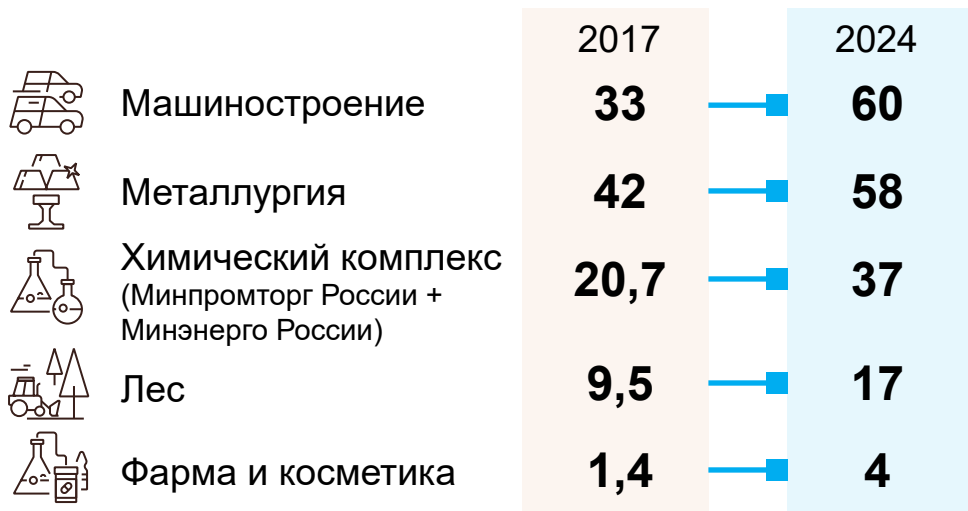 2017 2024
Машиностроение 33 60
Металлургия 42 58
Химический комплекс
(Минпромторг России +
Минэнерго России)
20,7 37
Лес 9,5 17
Фарма и косметика 1,4 4